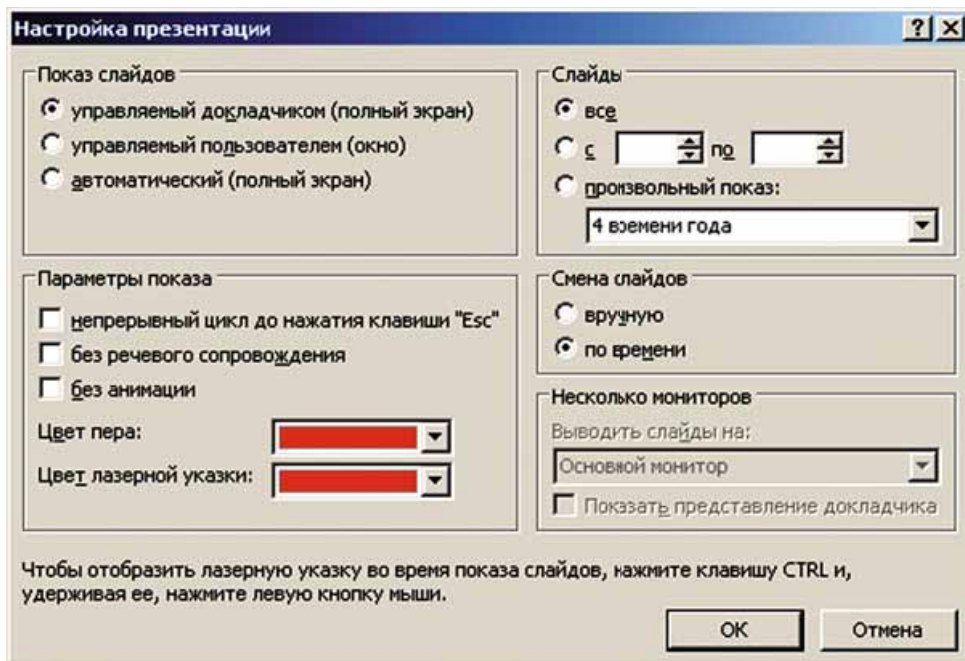 Настройка презентации
Показ слайдов
управляемый докладчиком (полный экран)
управляемый пользователем (окно)
автоматический (полный экран)
Слайды
все
с по
произвольный показ:
4 времени года
Параметры показа
непрерывный цикл до нажатия клавиши "Esc"
без речевого сопровождения
без анимации
Цвет пера:
Цвет лазерной указки:
Смена слайдов
вручную
по времени
Несколько мониторов
Выводить слайды на:
Основной монитор
Показать представление докладчика
Чтобы отобразить лазерную указку во время показа слайдов, нажмите клавишу CTRL и,
удерживая ее, нажмите левую кнопку мыши.
ОК Отмена